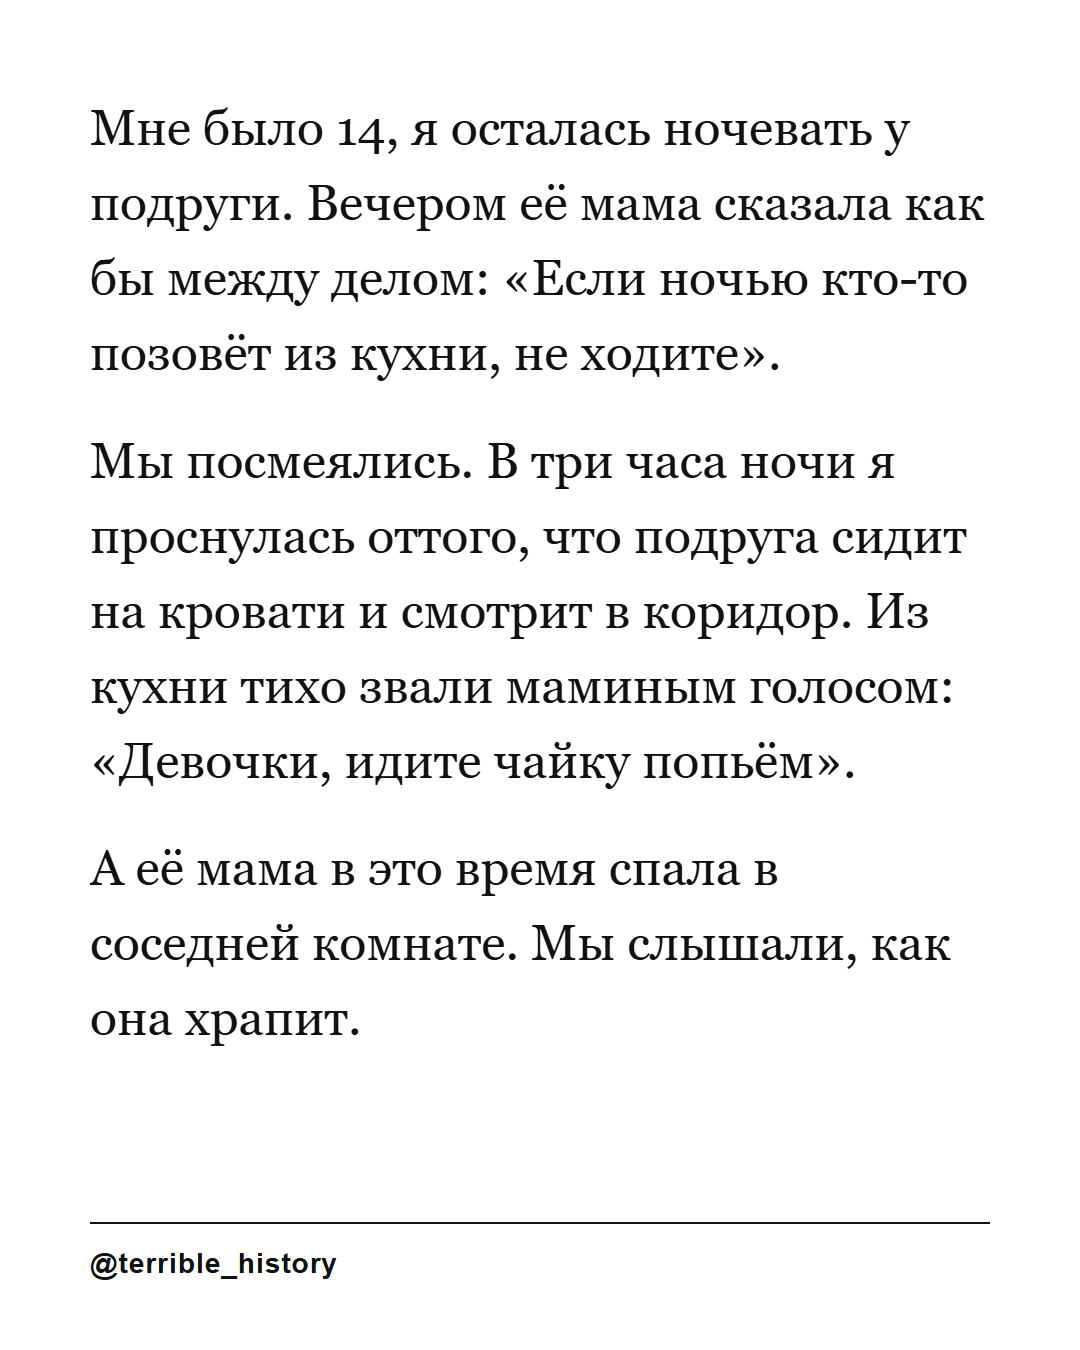 Мне было 14, я осталась ночевать у
подруги. Вечером её мама сказала как
бы между делом: «Если ночью кто-то
позовёт из кухни, не ходите».
Мы посмеялись. В три часа ночи я
проснулась оттого, что подруга сидит
на кровати и смотрит в коридор. Из
кухни тихо звали маминым голосом:
«Девочки, идите чайку попьём».
А её мама в это время спала в
соседней комнате. Мы слышали, как
она храпит.
@terrible_history